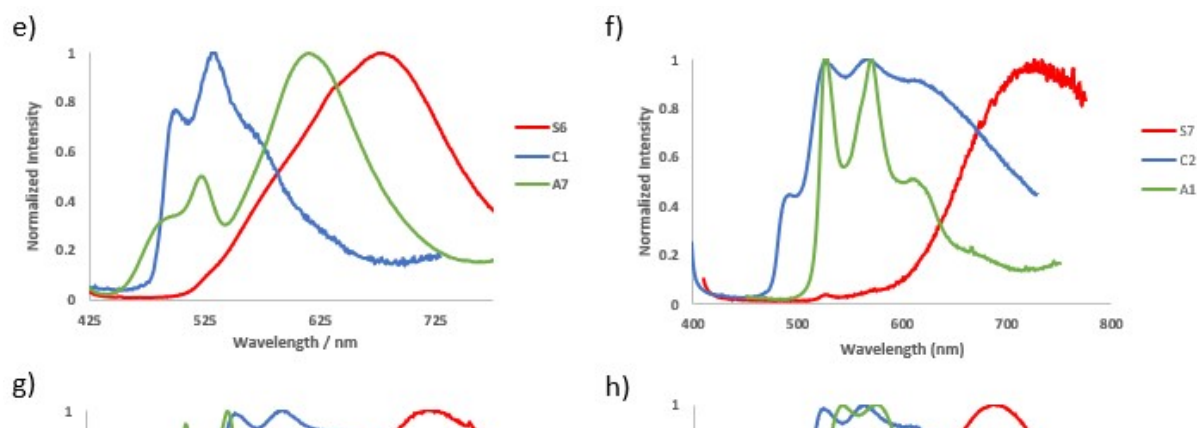 e)
1
0.8
0.6
0.4
0.2
0
Normalized Intensity
425 525 625 725
Wavelength / nm
S6
C1
A7
f)
1
0.8
0.6
0.4
0.2
0
Normalized Intensity
400 500 600 700 800
Wavelength (nm)
S7
C2
A1
g)
1
h)
1